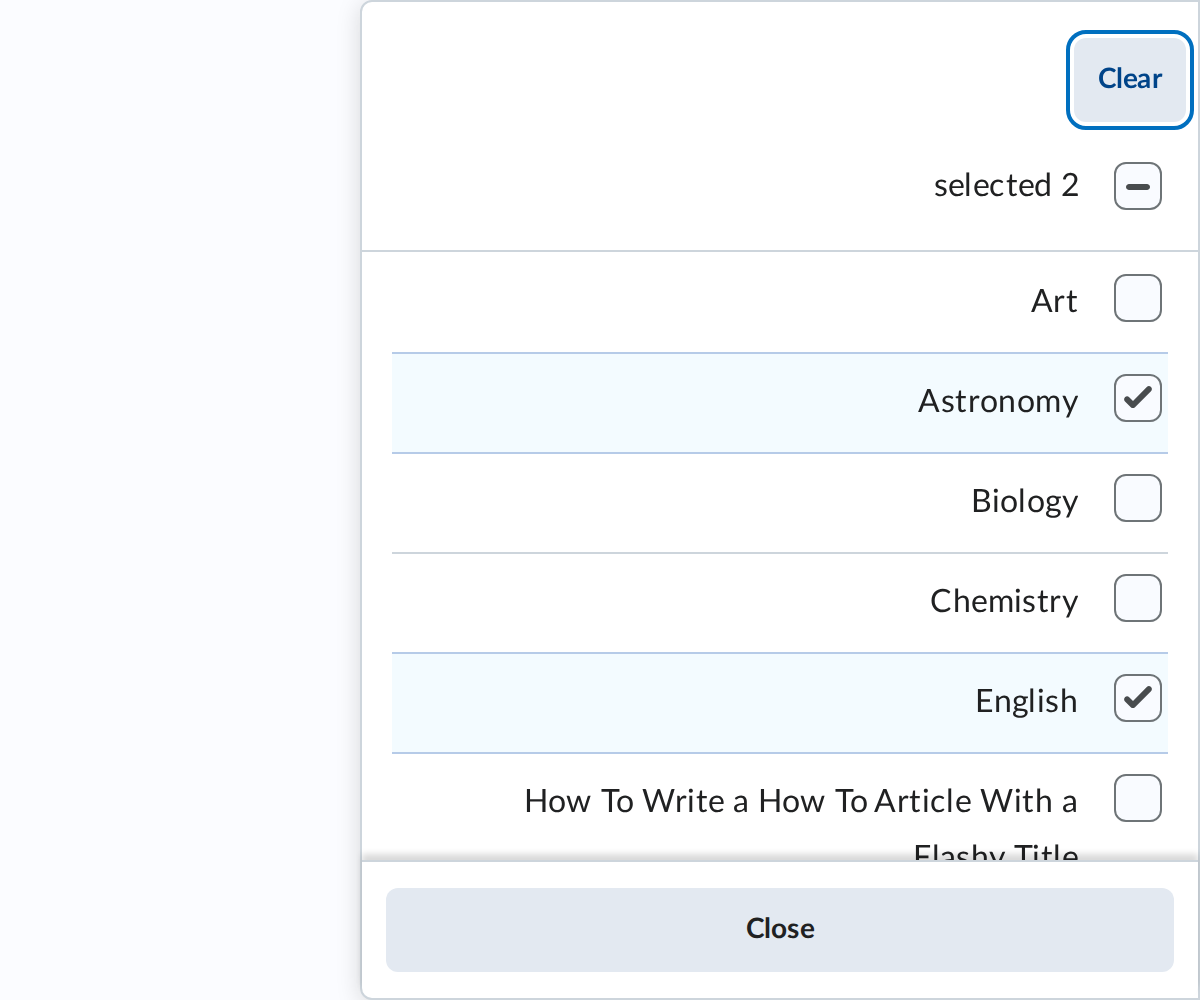 Clear
selected 2
Art
Astronomy
Biology
Chemistry
English
How To Write a How To Article With a
Flashy Title
Close